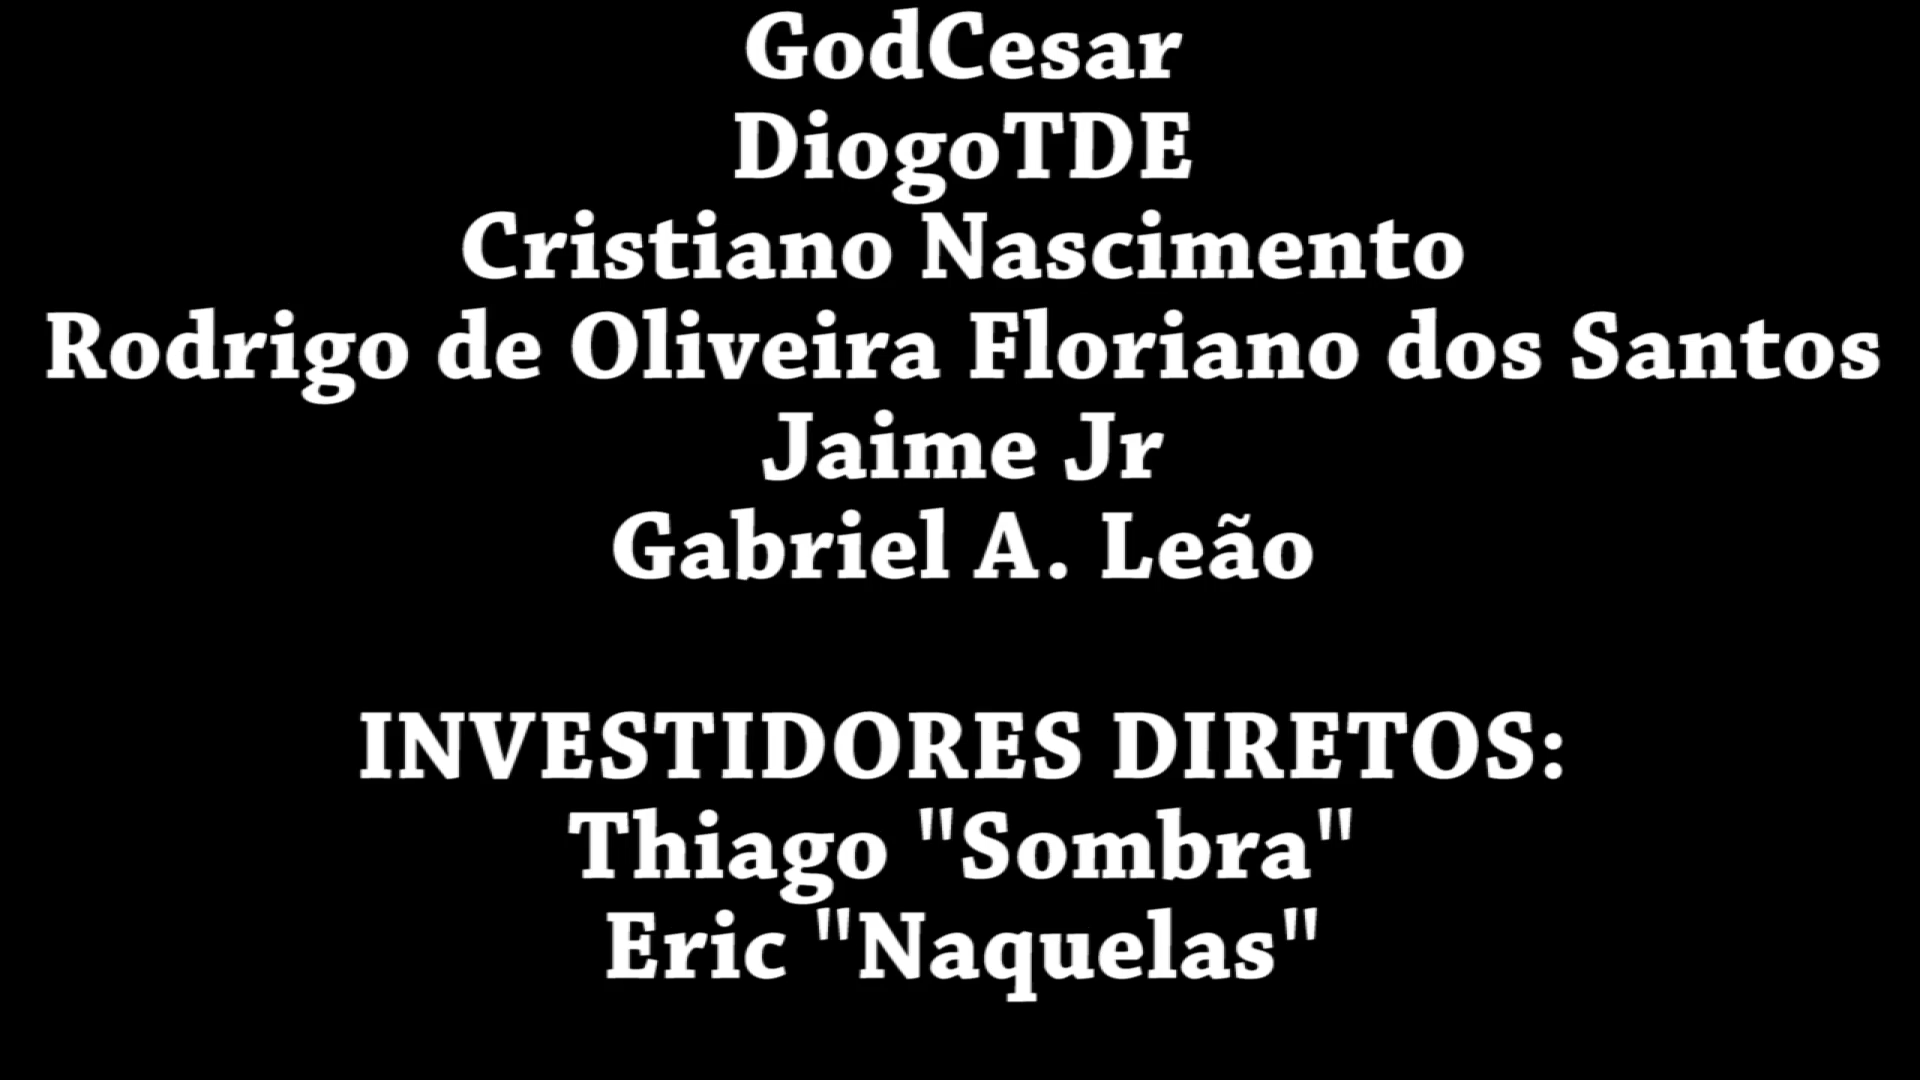 GodCesar
DiogoTDE
Cristiano Nascimento
Rodrigo de Oliveira Floriano dos Santos
Jaime Jr
Gabriel A. Leão
INVESTIDORES DIRETOS:
Thiago "Sombra"
Eric "Naquelas"